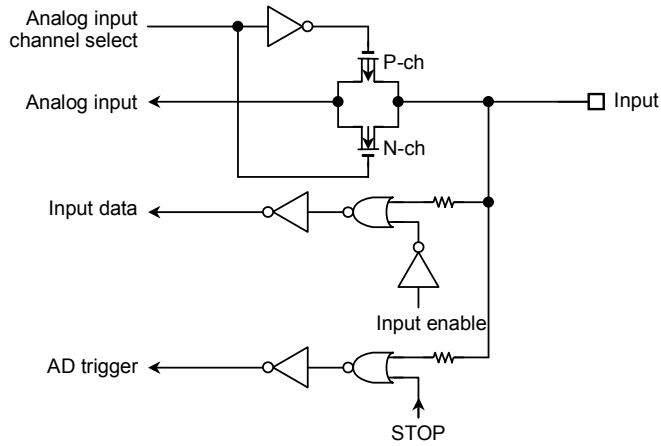 Analog input
channel select
P-ch
Analog input
Input
N-ch
Input data
Input enable
AD trigger
STOP